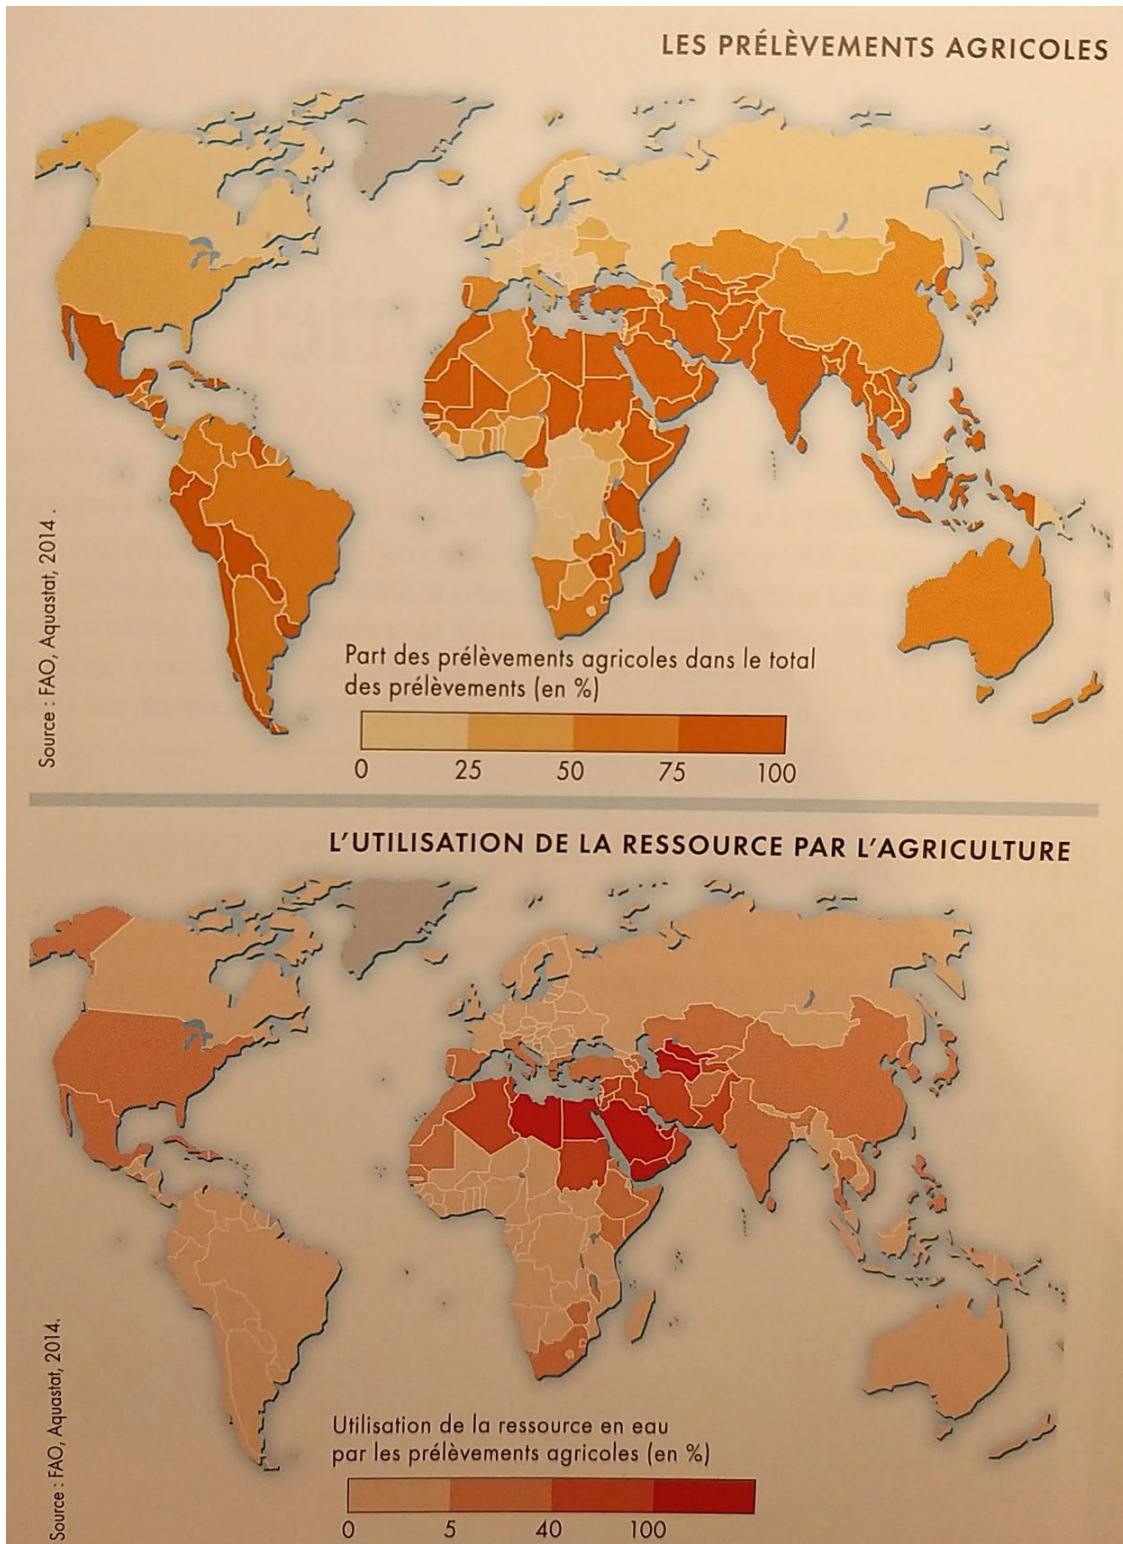 LES PRÉLÈVEMENTS AGRICOLES
Source : FAO, Aquastat, 2014 .
Part des prélèvements agricoles dans le total
des prélèvements (en %)
0 25 50 75 100
L'UTILISATION DE LA RESSOURCE PAR L'AGRICULTURE
Source : FAO, Aquastat, 2014.
Utilisation de la ressource en eau
par les prélèvements agricoles (en %)
0 5 40 100